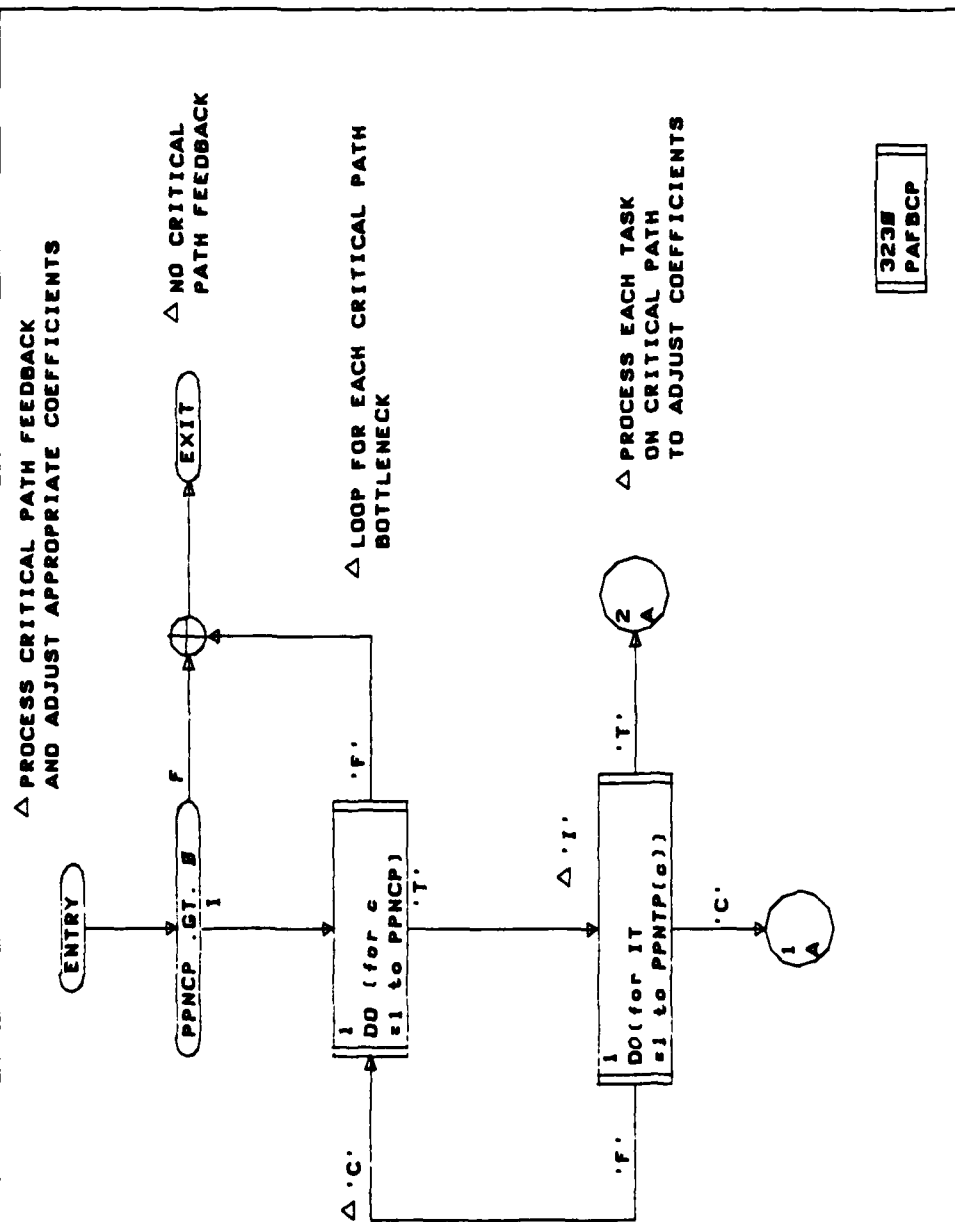 △ PROCESS CRITICAL PATH FEEDBACK
AND ADJUST APPROPRIATE COEFFICIENTS
ENTRY
PPNCP .GT. 0
F
EXIT
△ NO CRITICAL
PATH FEEDBACK
1
△ 'C'
1
DO (for c
=1 to PPNCP)
'F'
'T'
△ LOOP FOR EACH CRITICAL PATH
BOTTLENECK
△ 'I'
1
DO(for IT
=1 to PPNTP(c))
'F'
'T'
2
A
△ PROCESS EACH TASK
ON CRITICAL PATH
TO ADJUST COEFFICIENTS
'C'
1
A
3230
PAFBCP